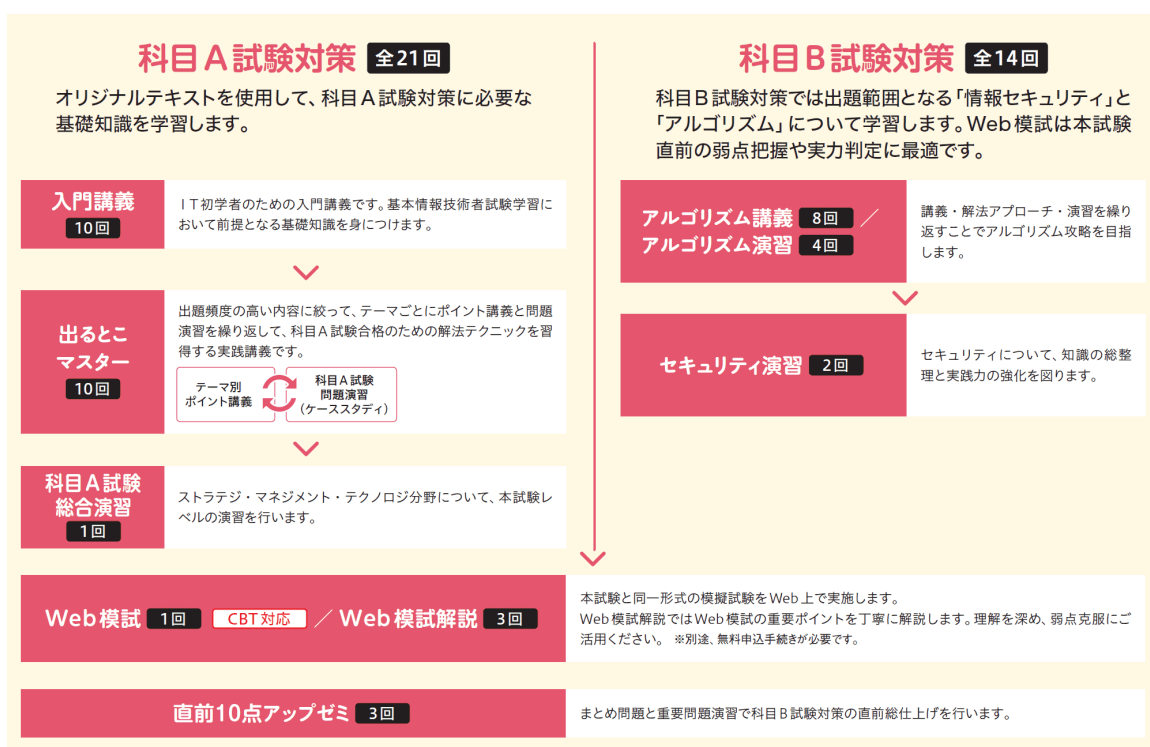 科目A試験対策 全21回
オリジナルテキストを使用して、科目A試験対策に必要な
基礎知識を学習します。
入門講義
10回
IT初学者のための入門講義です。基本情報技術者試験学習に
おいて前提となる基礎知識を身につけます。
出るとこ
マスター
10回
出題頻度の高い内容に絞って、テーマごとにポイント講義と問題
演習を繰り返して、科目A試験合格のための解法テクニックを習
得する実践講義です。
テーマ別
ポイント講義
科目A試験
問題演習
(ケーススタディ)
科目A試験
総合演習
1回
ストラテジ・マネジメント・テクノロジ分野について、本試験レ
ベルの演習を行います。
科目B試験対策 全14回
科目B試験対策では出題範囲となる「情報セキュリティ」と
「アルゴリズム」について学習します。Web模試は本試験
直前の弱点把握や実力判定に最適です。
アルゴリズム講義 8回 ／
アルゴリズム演習 4回
講義・解法アプローチ・演習を繰り
返すことでアルゴリズム攻略を目指
します。
セキュリティ演習 2回
セキュリティについて、知識の総整
理と実践力の強化を図ります。
Web模試 1回 CBT対応 ／ Web模試解説 3回
本試験と同一形式の模擬試験をWeb上で実施します。
Web模試解説ではWeb模試の重要ポイントを丁寧に解説します。理解を深め、弱点克服にご
活用ください。 ※別途、無料申込手続きが必要です。
直前10点アップゼミ 3回
まとめ問題と重要問題演習で科目B試験対策の直前総仕上げを行います。